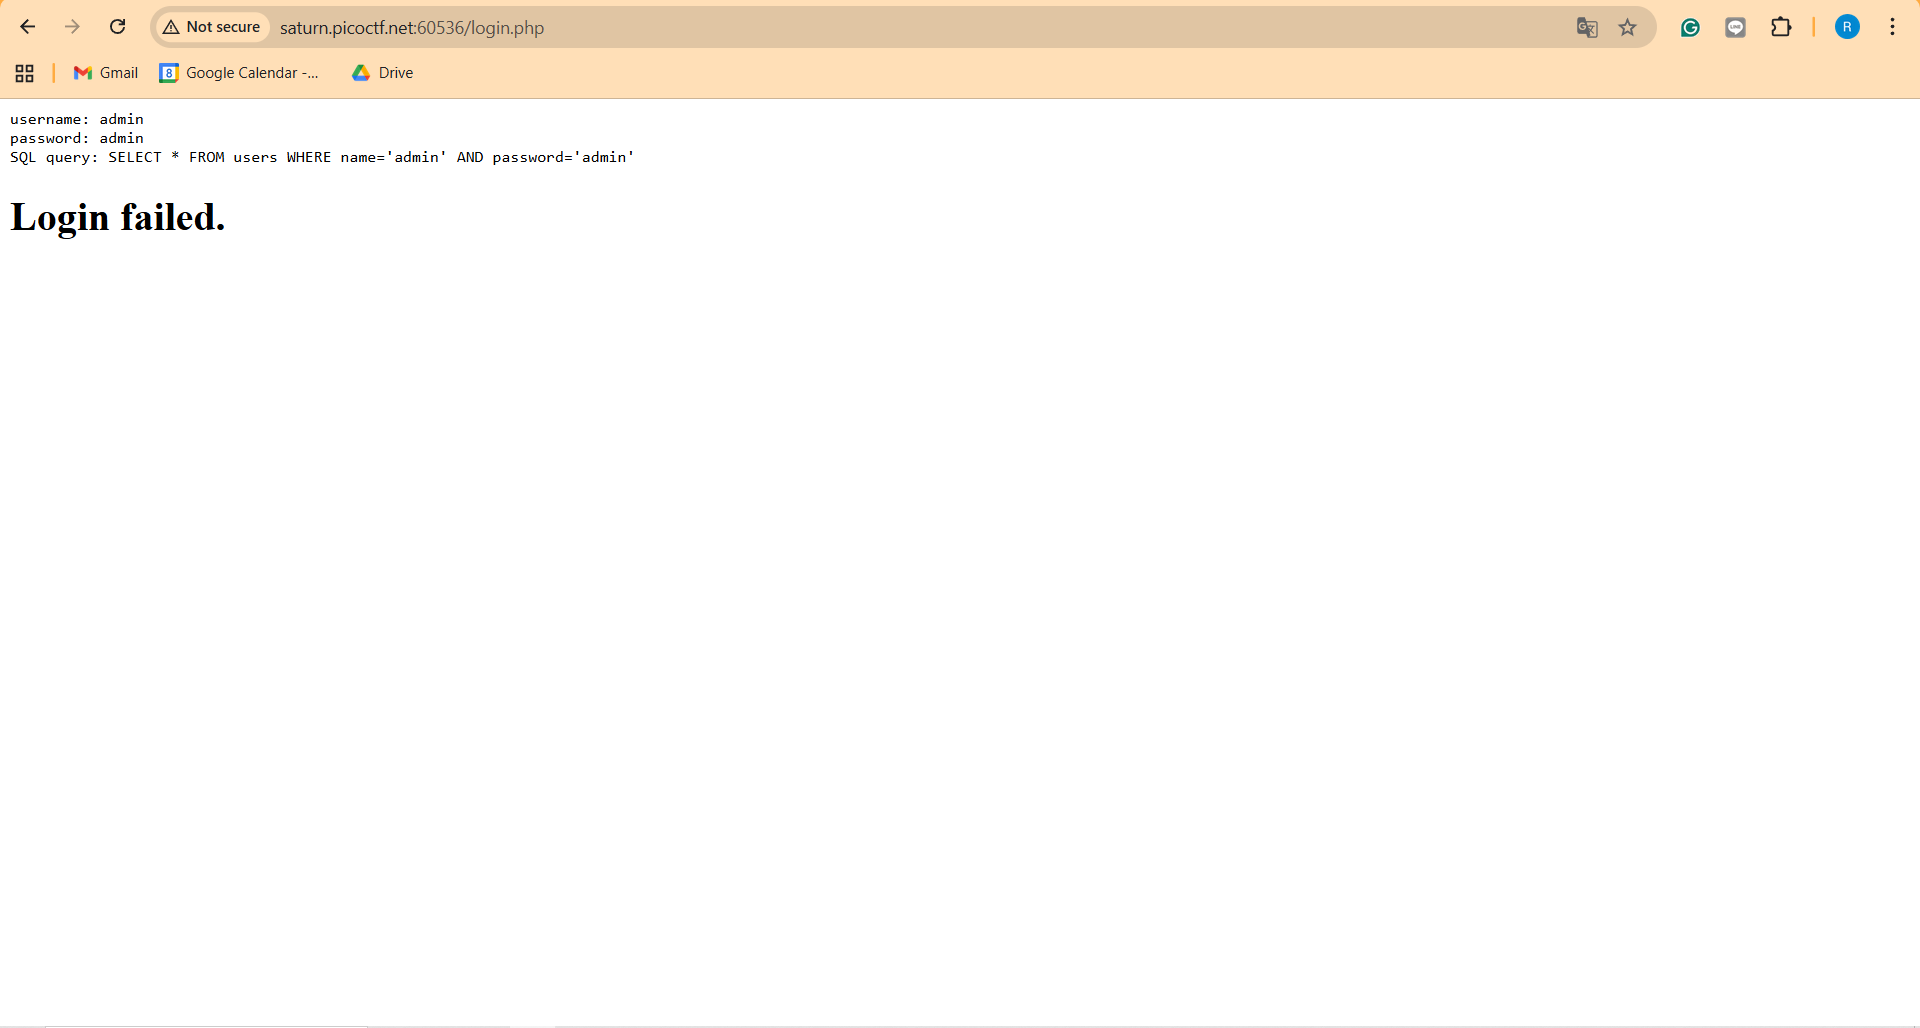 Not secure saturn.picoctf.net:60536/login.php R
Gmail 8 Google Calendar -... Drive
username: admin
password: admin
SQL query: SELECT * FROM users WHERE name='admin' AND password='admin'
Login failed.